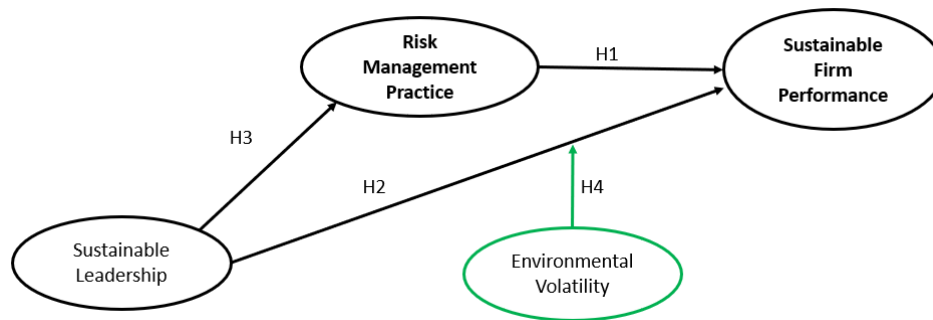 Risk
Management
Practice
H1
Sustainable
Firm
Performance
H3
H2
H4
Sustainable
Leadership
Environmental
Volatility